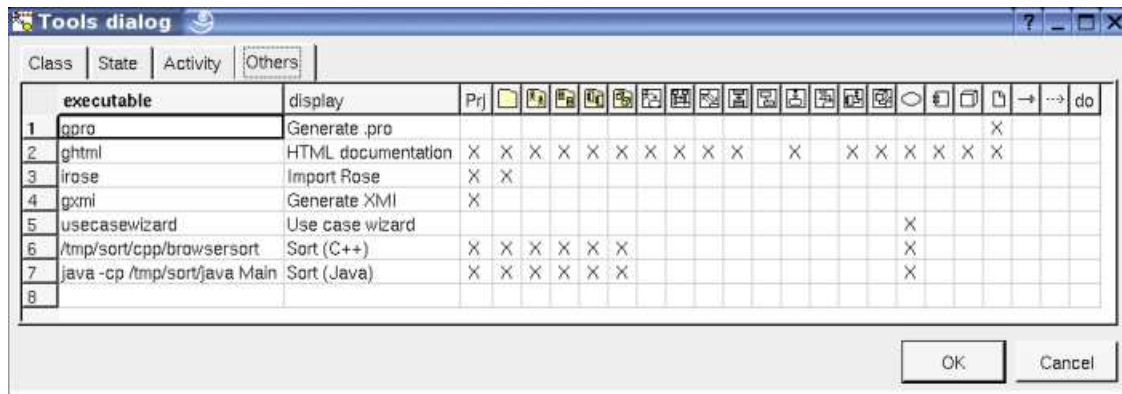 Tools dialog
Class State Activity Others
executable display Prj do
1 gpro Generate .pro X
2 ghtml HTML documentation X X X X X X X X X X X X X X X X X
3 irose Import Rose X X
4 gxmi Generate XMI X
5 usecasewizard Use case wizard X
6 /tmp/sort/cpp/browsersort Sort (C++) X X X X X X X
7 java -cp /tmp/sort/java Main Sort (Java) X X X X X X X
8
OK Cancel